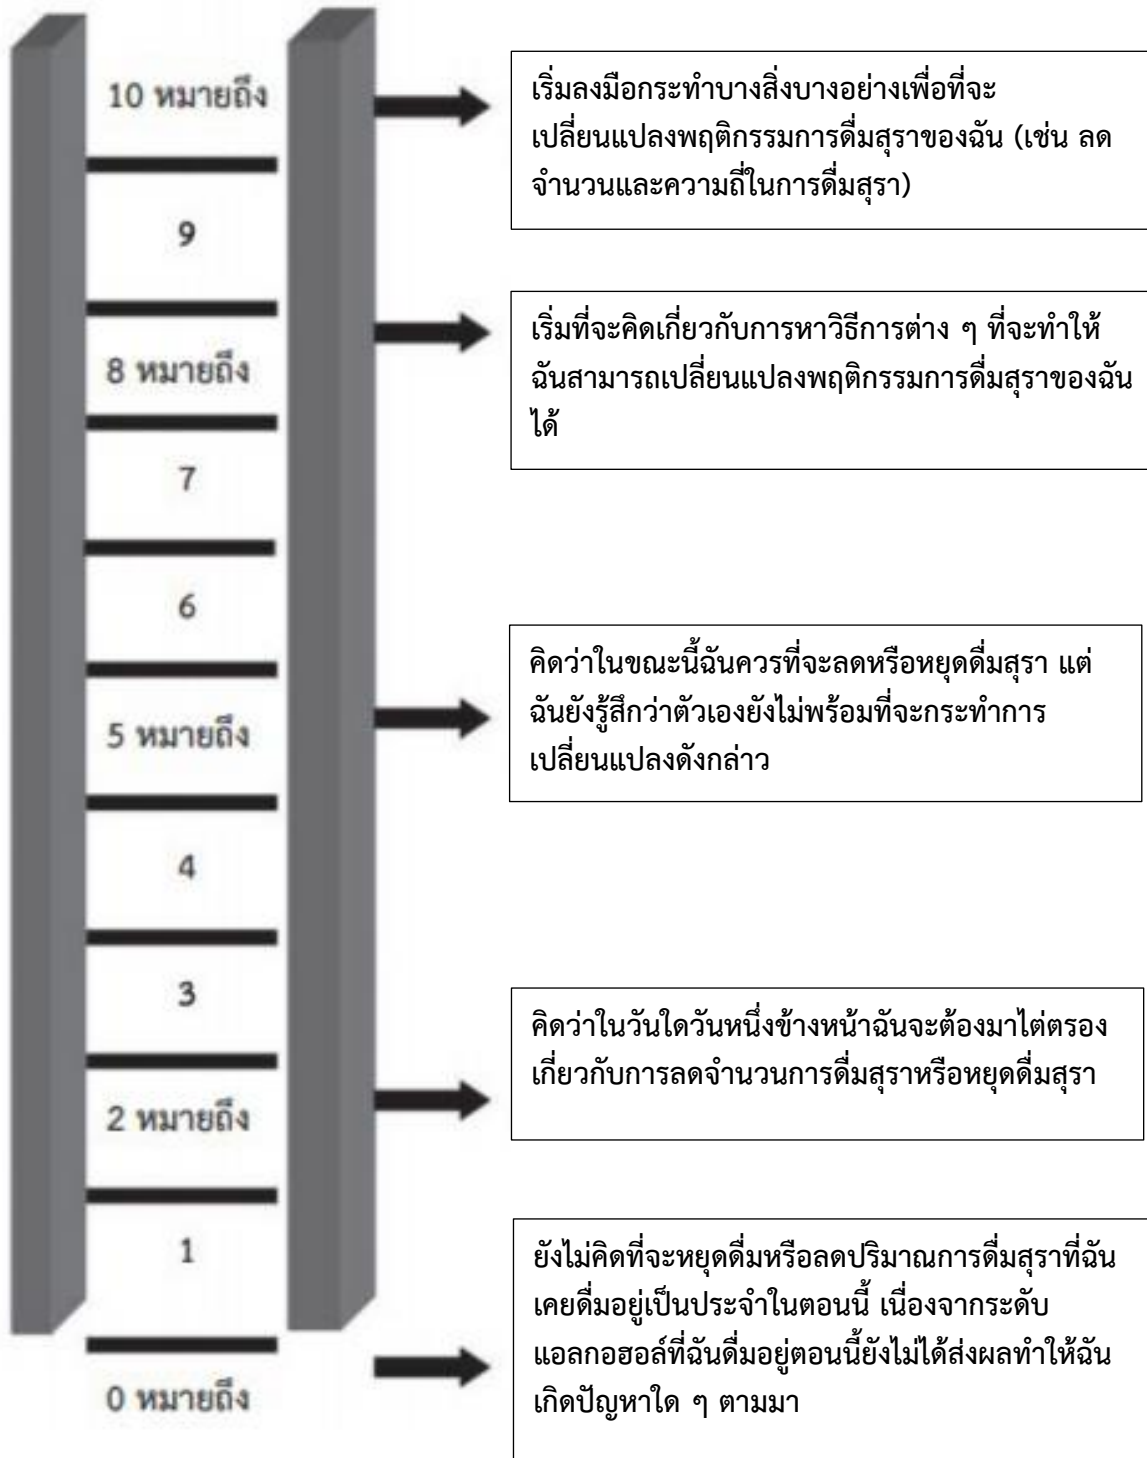 10 หมายถึง
เริ่มลงมือกระทำบางสิ่งบางอย่างเพื่อที่จะ
เปลี่ยนแปลงพฤติกรรมการดื่มสุราของฉัน (เช่น ลด
จำนวนและความถี่ในการดื่มสุรา)
9
8 หมายถึง
เริ่มที่จะคิดเกี่ยวกับการหาวิธีการต่าง ๆ ที่จะทำให้
ฉันสามารถเปลี่ยนแปลงพฤติกรรมการดื่มสุราของฉัน
ได้
7
6
5 หมายถึง
คิดว่าในขณะนี้ฉันควรที่จะลดหรือหยุดดื่มสุรา แต่
ฉันยังรู้สึกว่าตัวเองยังไม่พร้อมที่จะกระทำการ
เปลี่ยนแปลงดังกล่าว
4
3
2 หมายถึง
คิดว่าในวันใดวันหนึ่งข้างหน้าฉันจะต้องมาไต่ตรอง
เกี่ยวกับการลดจำนวนการดื่มสุราหรือหยุดดื่มสุรา
1
0 หมายถึง
ยังไม่คิดที่จะหยุดดื่มหรือลดปริมาณการดื่มสุราที่ฉัน
เคยดื่มอยู่เป็นประจำในตอนนี้ เนื่องจากระดับ
แอลกอฮอล์ที่ฉันดื่มอยู่ตอนนี้ยังไม่ได้ส่งผลทำให้ฉัน
เกิดปัญหาใด ๆ ตามมา